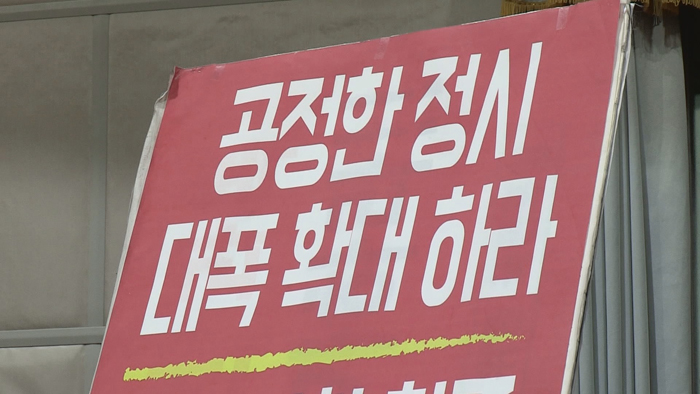 공정한 정시
대폭 확대 하라